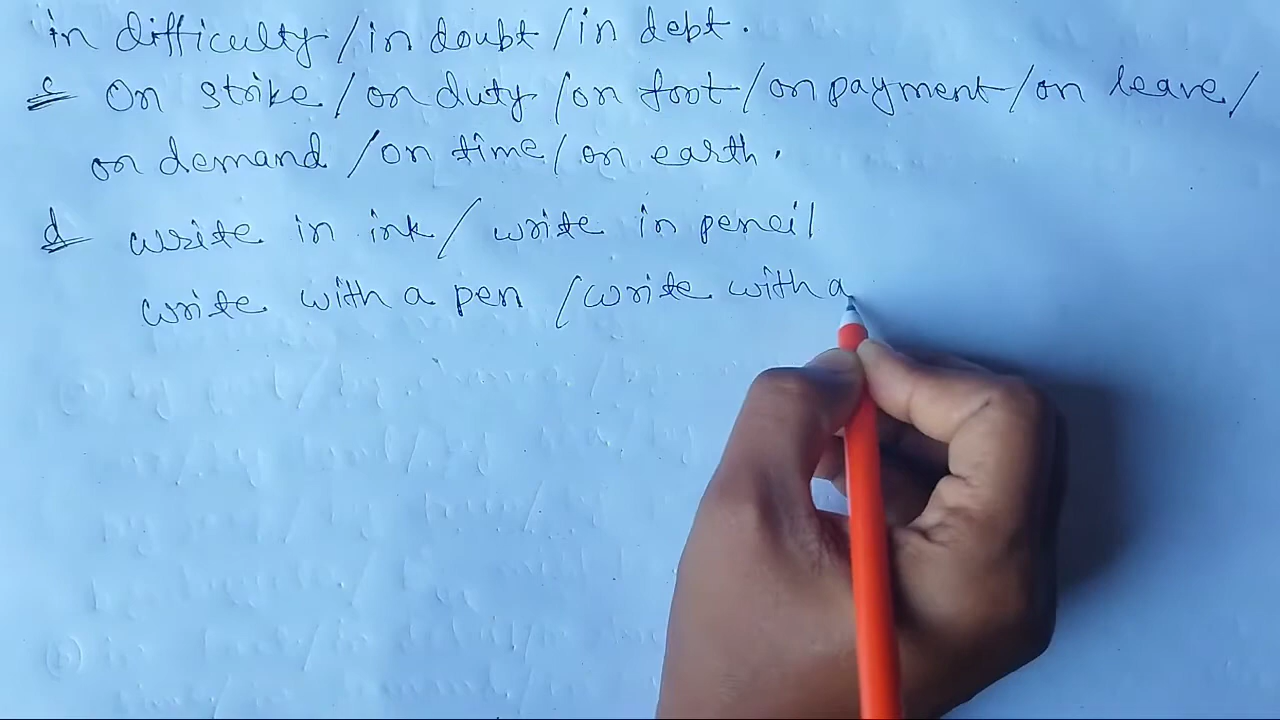 in difficulty/in doubt/in debt.
c On strike/on duty/on foot/on payment/on leave/
on demand/on time/on earth.
d write in ink/write in pencil
write with a pen/write with a